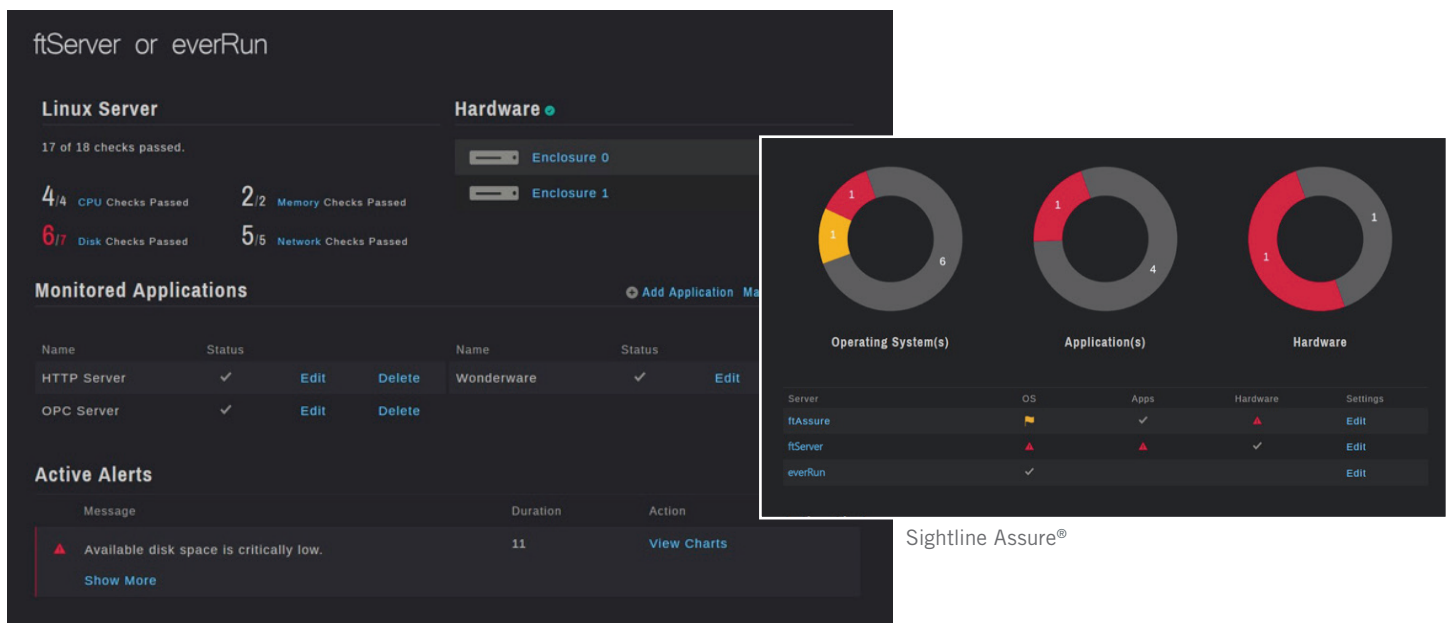 ftServer or everRun
Linux Server
17 of 18 checks passed.
4/4 CPU Checks Passed
2/2 Memory Checks Passed
6/7 Disk Checks Passed
5/5 Network Checks Passed
Hardware
Enclosure 0
Enclosure 1
Monitored Applications
Add Application
Name Status Name Status
HTTP Server Edit Delete Wonderware Edit
OPC Server Edit Delete
Active Alerts
Message Duration Action
Available disk space is critically low. 11 View Charts
Show More
1 1 6
1 4
1 1
Operating System(s) Application(s) Hardware
Server OS Apps Hardware Settings
ftAssure Edit
ftServer Edit
everRun Edit
Sightline Assure®